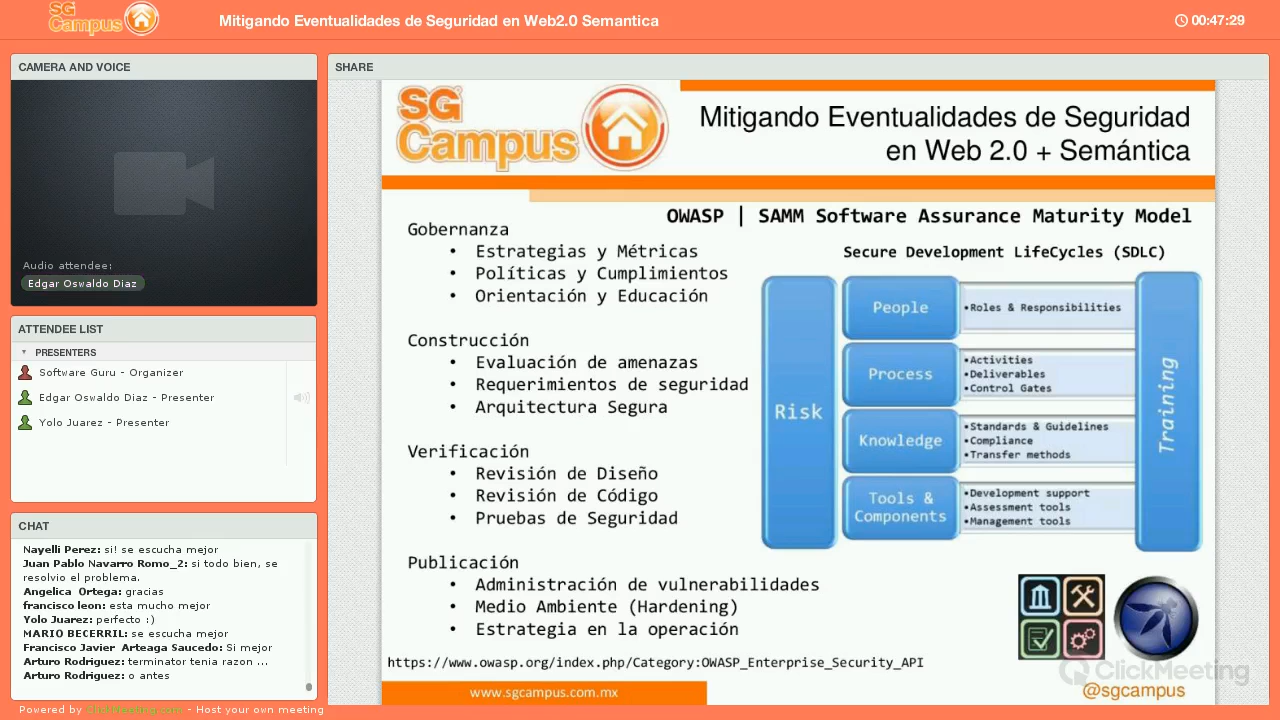 SG Campus
Mitigando Eventualidades de Seguridad en Web2.0 Semantica
00:47:29
CAMERA AND VOICE
Audio attendee:
Edgar Oswaldo Diaz
ATTENDEE LIST
PRESENTERS
Software Guru - Organizer
Edgar Oswaldo Diaz - Presenter
Yolo Juarez - Presenter
CHAT
Nayelli Perez: si! se escucha mejor
Juan Pablo Navarro Romo_2: si todo bien, se
resolvio el problema.
Angelica Ortega: gracias
francisco leon: esta mucho mejor
Yolo Juarez: perfecto :)
MARIO BECERRIL: se escucha mejor
Francisco Javier Arteaga Saucedo: Si mejor
Arturo Rodriguez: terminator tenia razon ...
Arturo Rodriguez: o antes
Powered by ClickMeeting.com - Host your own meeting
SHARE
SG
Campus
Mitigando Eventualidades de Seguridad
en Web 2.0 + Semántica
OWASP | SAMM Software Assurance Maturity Model
Gobernanza
• Estrategias y Métricas
• Políticas y Cumplimientos
• Orientación y Educación
Construcción
• Evaluación de amenazas
• Requerimientos de seguridad
• Arquitectura Segura
Verificación
• Revisión de Diseño
• Revisión de Código
• Pruebas de Seguridad
Publicación
• Administración de vulnerabilidades
• Medio Ambiente (Hardening)
• Estrategia en la operación
Secure Development LifeCycles (SDLC)
Risk
People
•Roles & Responsibilities
Process
•Activities
•Deliverables
•Control Gates
Knowledge
•Standards & Guidelines
•Compliance
•Transfer methods
Tools &
Components
•Development support
•Assessment tools
•Management tools
Training
https://www.owasp.org/index.php/Category:OWASP_Enterprise_Security_API
www.sgcampus.com.mx
ClickMeeting
@sgcampus